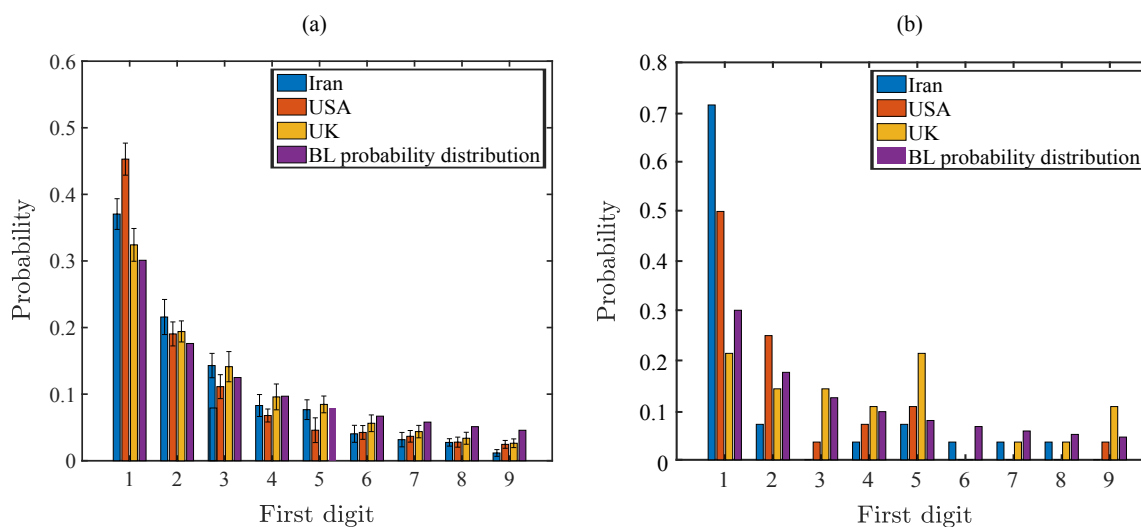 (a)
0.6
0.5
0.4
0.3
0.2
0.1
0
Probability
Iran
USA
UK
BL probability distribution
1 2 3 4 5 6 7 8 9
First digit
(b)
0.8
0.7
0.6
0.5
0.4
0.3
0.2
0.1
0
Probability
Iran
USA
UK
BL probability distribution
1 2 3 4 5 6 7 8 9
First digit